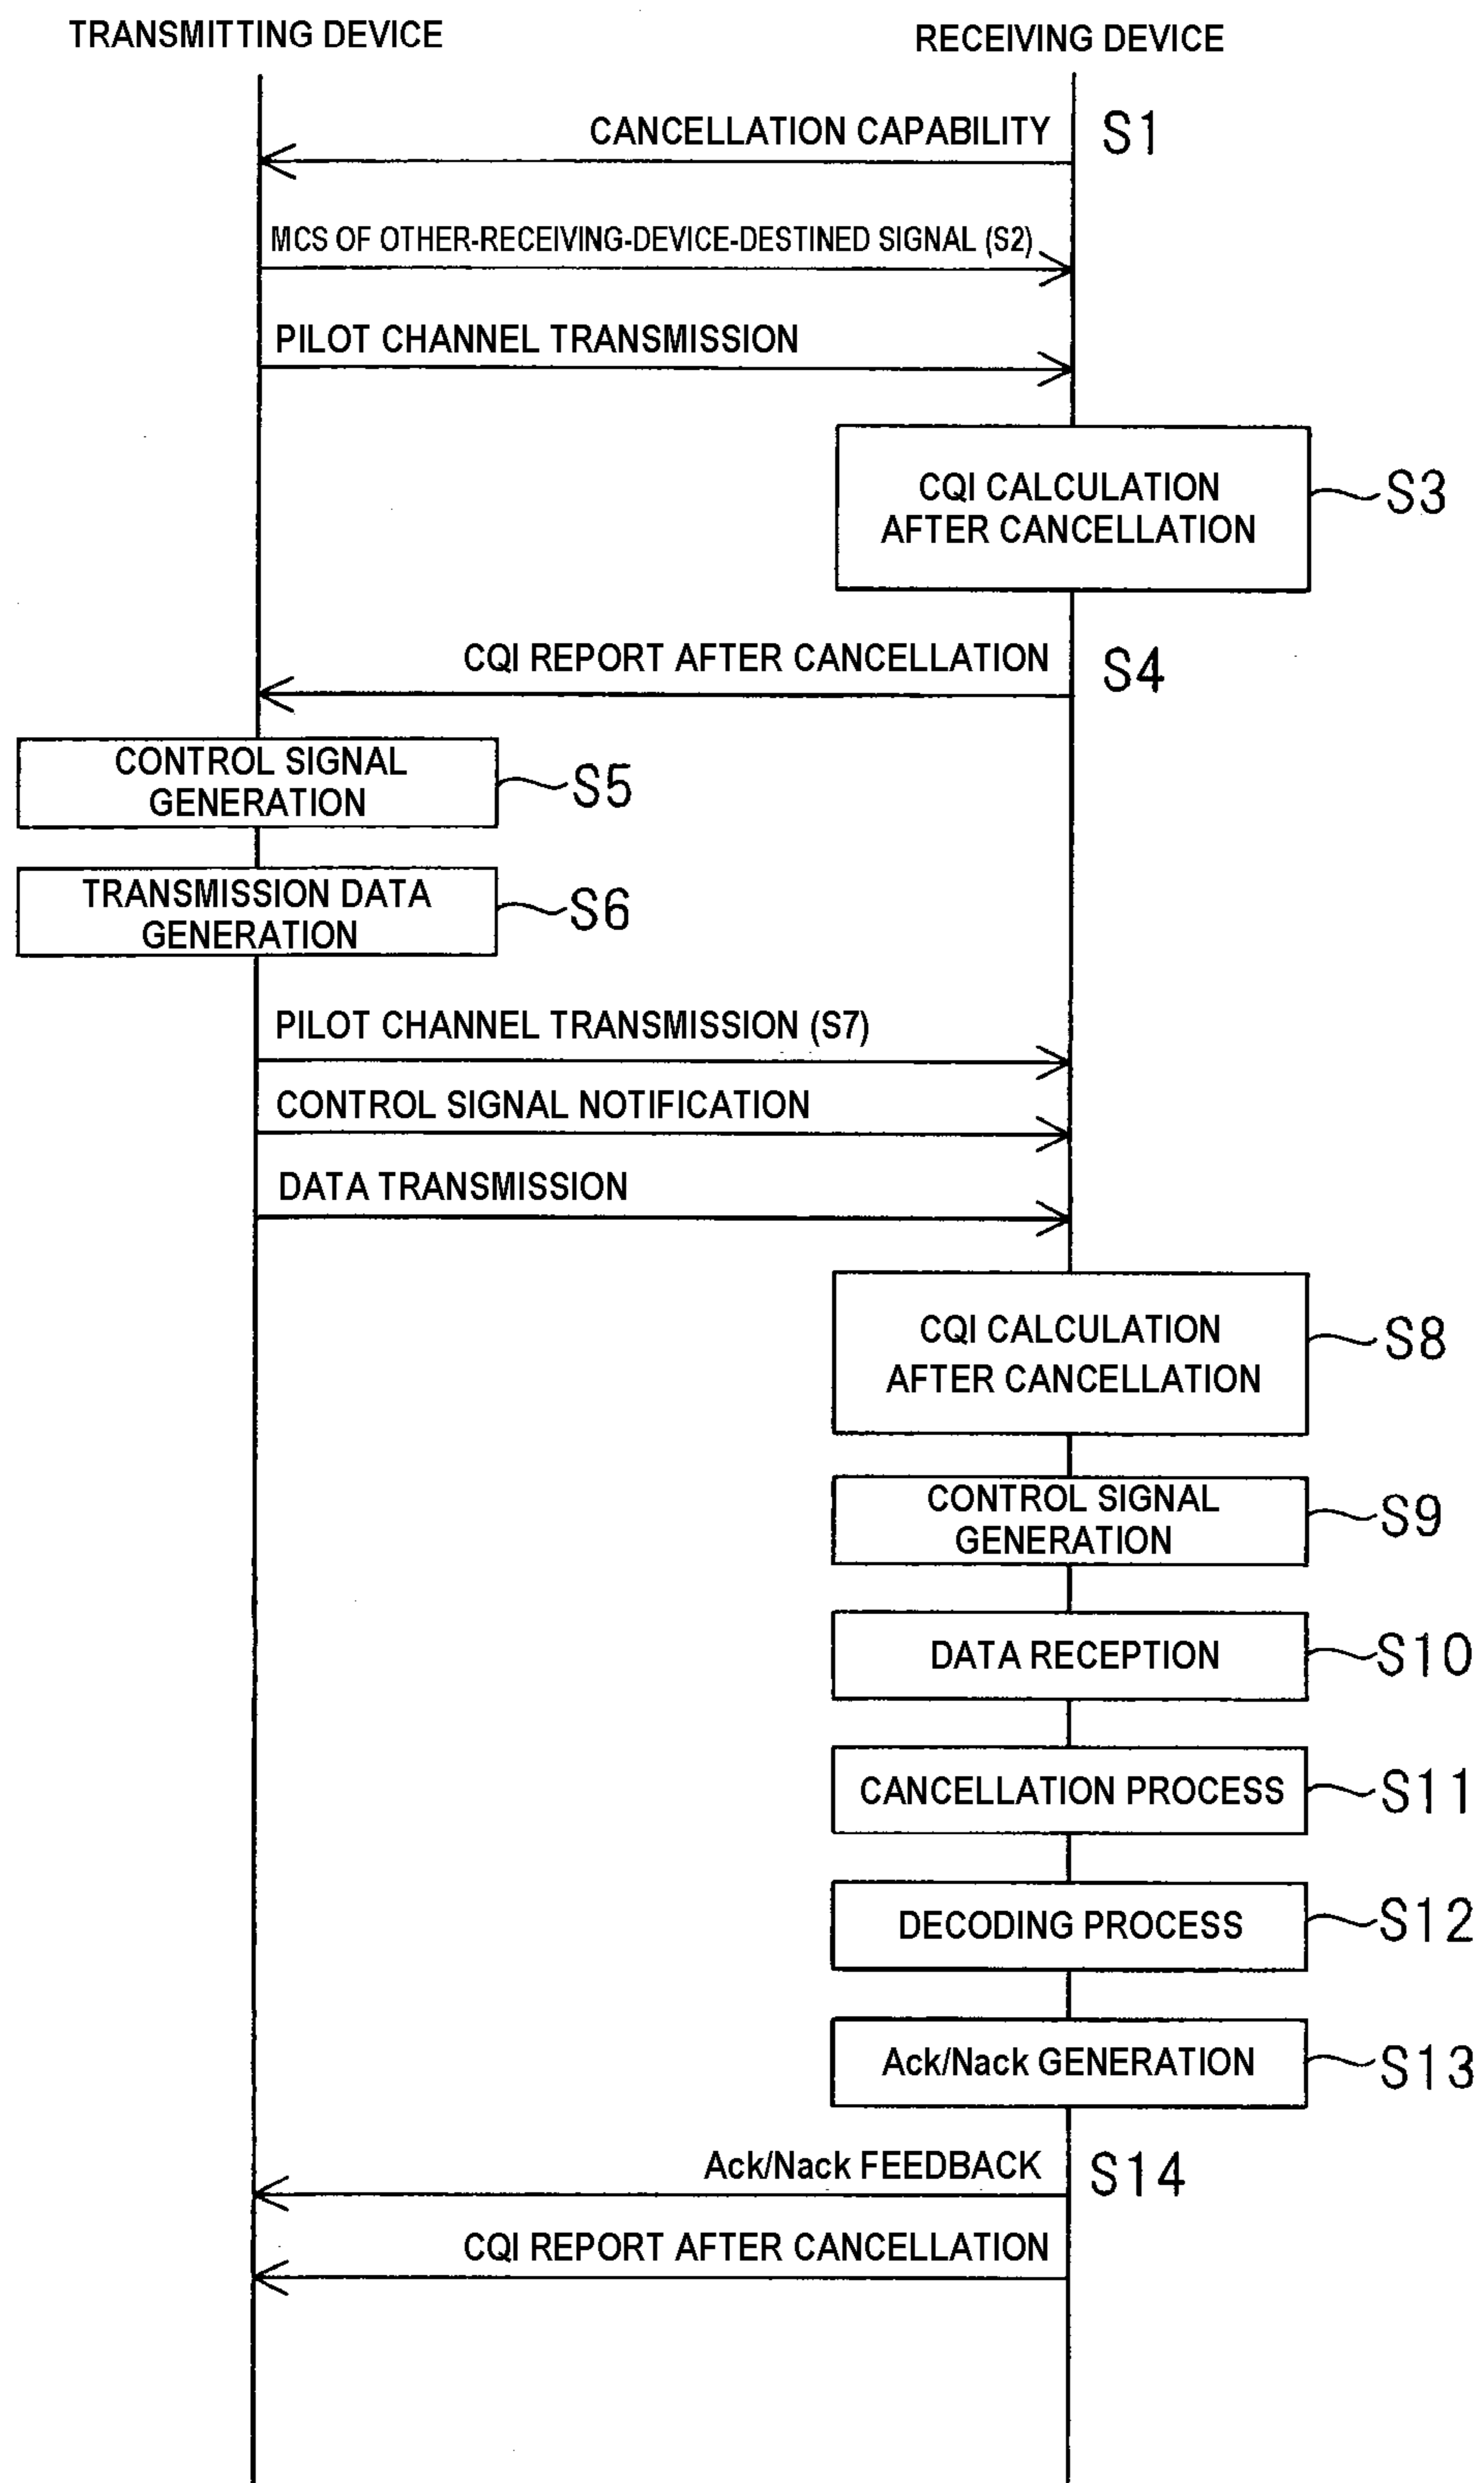 TRANSMITTING DEVICE
RECEIVING DEVICE
CANCELLATION CAPABILITY
S1
MCS OF OTHER-RECEIVING-DEVICE-DESTINED SIGNAL (S2)
PILOT CHANNEL TRANSMISSION
CQI CALCULATION
AFTER CANCELLATION
S3
CQI REPORT AFTER CANCELLATION
S4
CONTROL SIGNAL
GENERATION
S5
TRANSMISSION DATA
GENERATION
S6
PILOT CHANNEL TRANSMISSION (S7)
CONTROL SIGNAL NOTIFICATION
DATA TRANSMISSION
CQI CALCULATION
AFTER CANCELLATION
S8
CONTROL SIGNAL
GENERATION
S9
DATA RECEPTION
S10
CANCELLATION PROCESS
S11
DECODING PROCESS
S12
Ack/Nack GENERATION
S13
Ack/Nack FEEDBACK
S14
CQI REPORT AFTER CANCELLATION